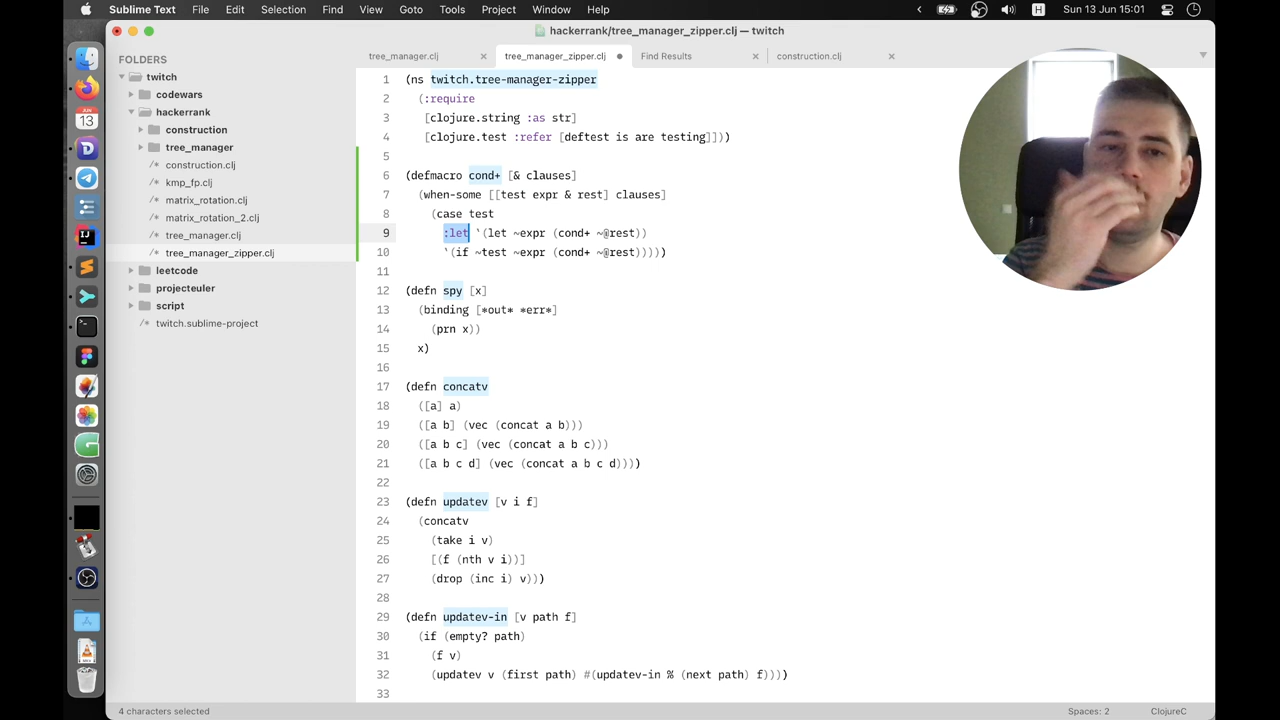 Sublime Text File Edit Selection Find View Goto Tools Project Window Help
H Sun 13 Jun 15:01
hackerrank/tree_manager_zipper.clj — twitch
FOLDERS
twitch
codewars
hackerrank
construction
tree_manager
/* construction.clj
/* kmp_fp.clj
/* matrix_rotation.clj
/* matrix_rotation_2.clj
/* tree_manager.clj
/* tree_manager_zipper.clj
leetcode
projecteuler
script
/* twitch.sublime-project
JUN
13
IJ
tree_manager.clj
tree_manager_zipper.clj
Find Results
construction.clj
1 (ns twitch.tree-manager-zipper
2 (:require
3 [clojure.string :as str]
4 [clojure.test :refer [deftest is are testing]]))
5
6 (defmacro cond+ [& clauses]
7 (when-some [[test expr & rest] clauses]
8 (case test
9 :let `(let ~expr (cond+ ~@rest))
10 `(if ~test ~expr (cond+ ~@rest)))))
11
12 (defn spy [x]
13 (binding [*out* *err*]
14 (prn x))
15 x)
16
17 (defn concatv
18 ([a] a)
19 ([a b] (vec (concat a b)))
20 ([a b c] (vec (concat a b c)))
21 ([a b c d] (vec (concat a b c d))))
22
23 (defn updatev [v i f]
24 (concatv
25 (take i v)
26 [(f (nth v i))]
27 (drop (inc i) v)))
28
29 (defn updatev-in [v path f]
30 (if (empty? path)
31 (f v)
32 (updatev v (first path) #(updatev-in % (next path) f))))
33
4 characters selected
Spaces: 2
ClojureC